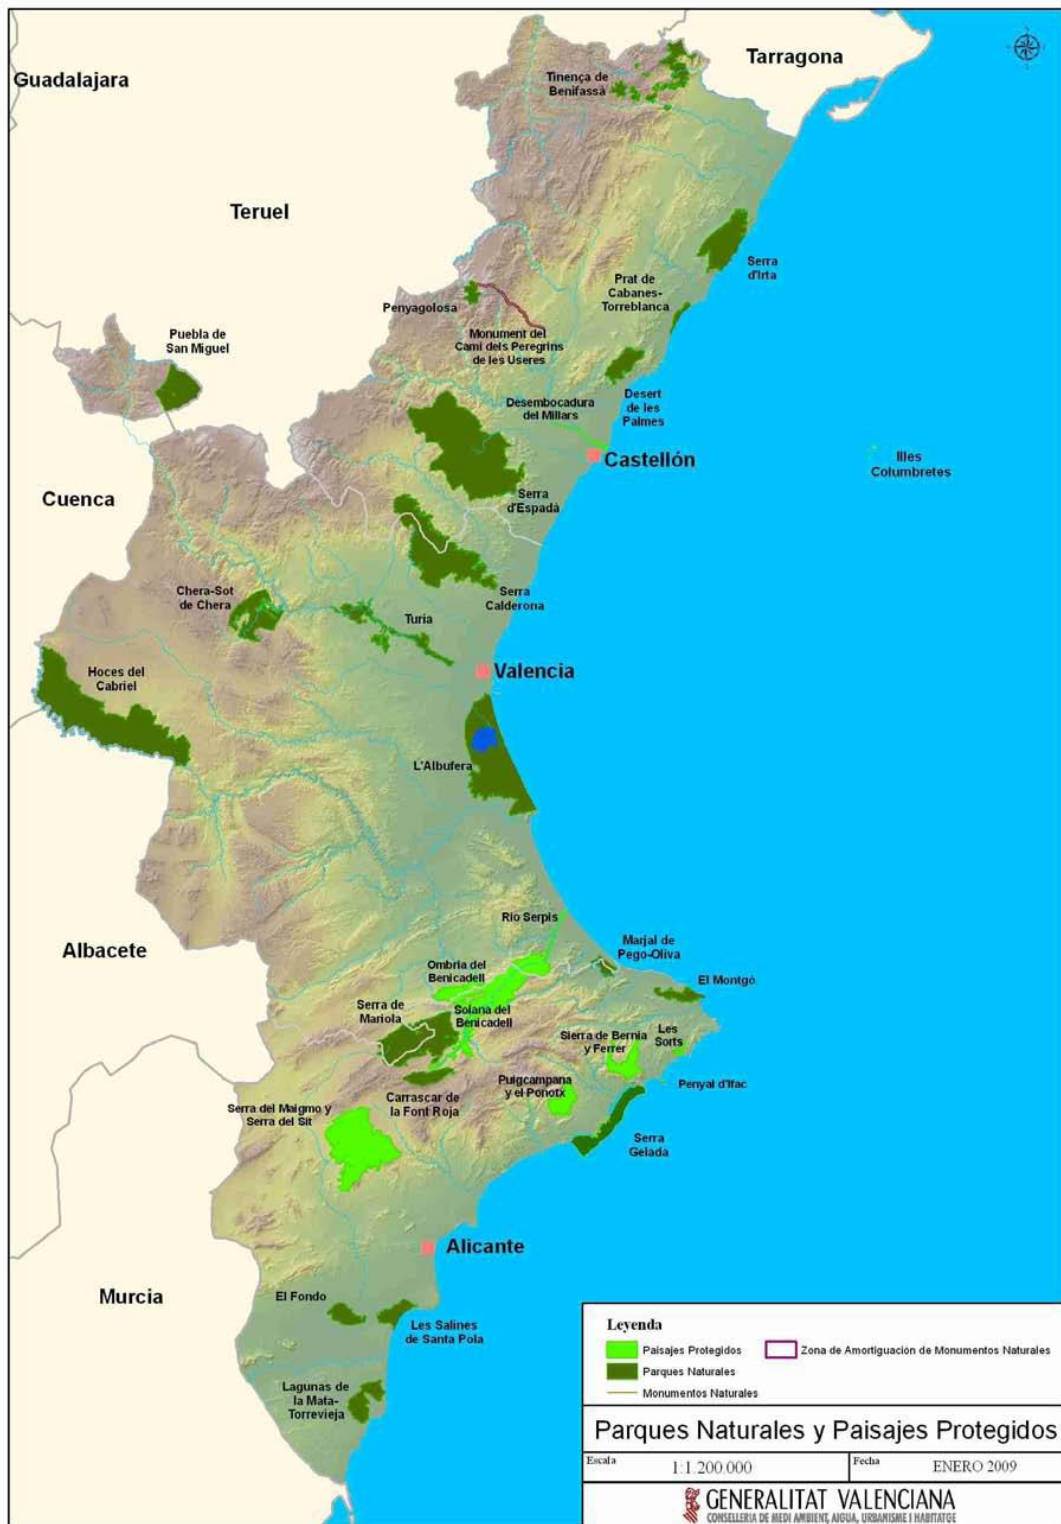 Guadalajara
Tarragona
Tinença de
Benifassà
Teruel
Serra
d'Irta
Prat de
Cabanes-
Torreblanca
Penyagolosa
Monument del
Camí dels Peregrins
de les Useres
Puebla de
San Miguel
Desembocadura
del Millars
Desert
de les
Palmes
Castellón
Illes
Columbretes
Cuenca
Serra
d'Espadà
Chera-Sot
de Chera
Serra
Calderona
Turia
Valencia
Hoces del
Cabriel
L'Albufera
Río Serpis
Marjal de
Pego-Oliva
Albacete
Ombria del
Benicadell
El Montgó
Serra de
Mariola
Solana del
Benicadell
Sierra de Bernia
y Ferrer
Les
Sorts
Puigcampana
y el Ponotx
Penyal d'Ifac
Carrascar de
la Font Roja
Serra del Maigmo y
Serra del Sit
Serra
Gelada
Alicante
Murcia
El Fondo
Les Salines
de Santa Pola
Lagunas de
la Mata-
Torrevieja
Leyenda
Paisajes Protegidos
Zona de Amortiguación de Monumentos Naturales
Parques Naturales
Monumentos Naturales
Parques Naturales y Paisajes Protegidos
Escala 1:1.200.000 Fecha ENERO 2009
GENERALITAT VALENCIANA
CONSELLERIA DE MEDI AMBIENT, AIGUA, URBANISME I HABITATGE